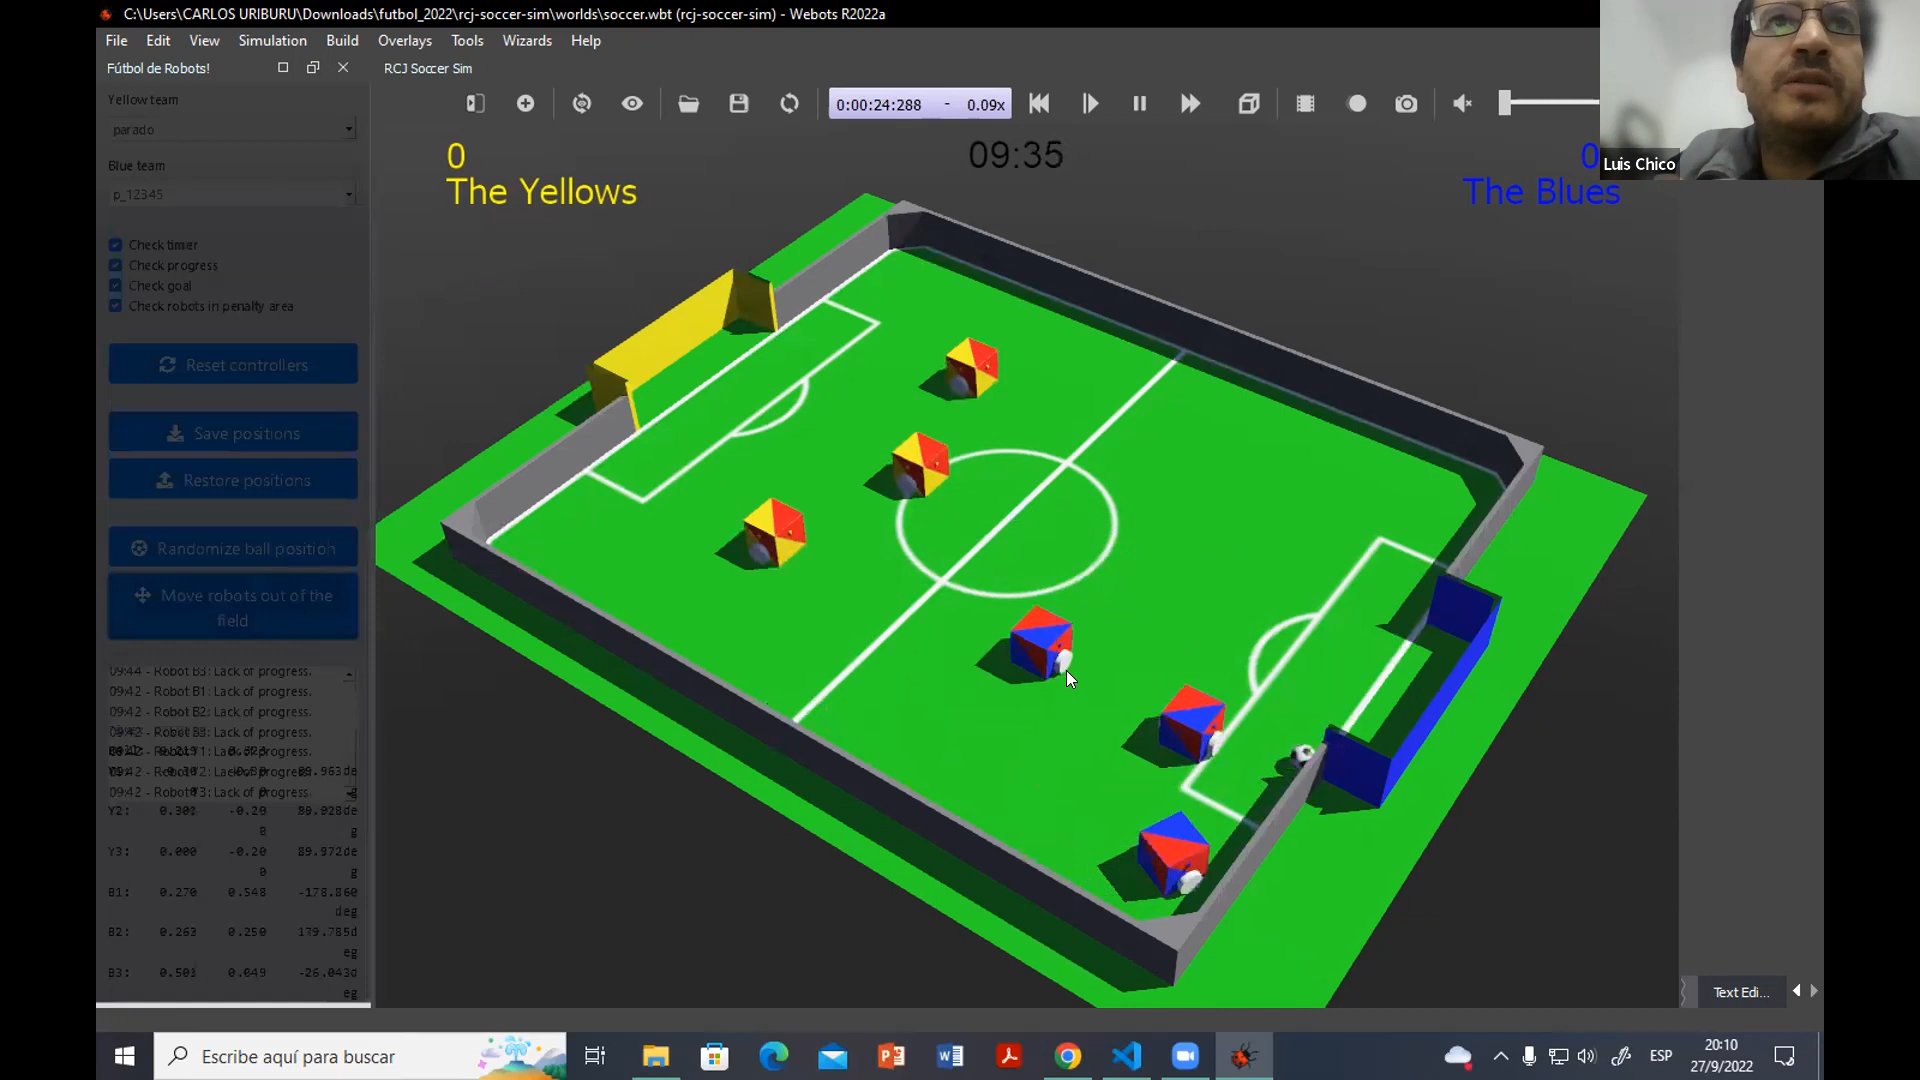 C:\Users\CARLOS URIBURU\Downloads\futbol_2022\rcj-soccer-sim\worlds\soccer.wbt (rcj-soccer-sim) - Webots R2022a
File Edit View Simulation Build Overlays Tools Wizards Help
Fútbol de Robots!
RCJ Soccer Sim
Yellow team
parado
Blue team
p_12345
Check timer
Check progress
Check goal
Check robots in penalty area
Reset controllers
Save positions
Restore positions
Randomize ball position
Move robots out of the
field
09:44 - Robot B3: Lack of progress.
09:42 - Robot B1: Lack of progress.
09:42 - Robot B2: Lack of progress.
Y2: 0.301 -0.20 89.928de
0 g
Y3: 0.000 -0.20 89.972de
0 g
B1: 0.270 0.548 -178.860
deg
B2: 0.263 0.250 179.785d
eg
B3: 0.501 0.649 -26.043d
eg
0:00:24:288 - 0.09x
0
The Yellows
09:35
0
The Blues
Luis Chico
Text Edi...
Escribe aquí para buscar
ESP
20:10
27/9/2022